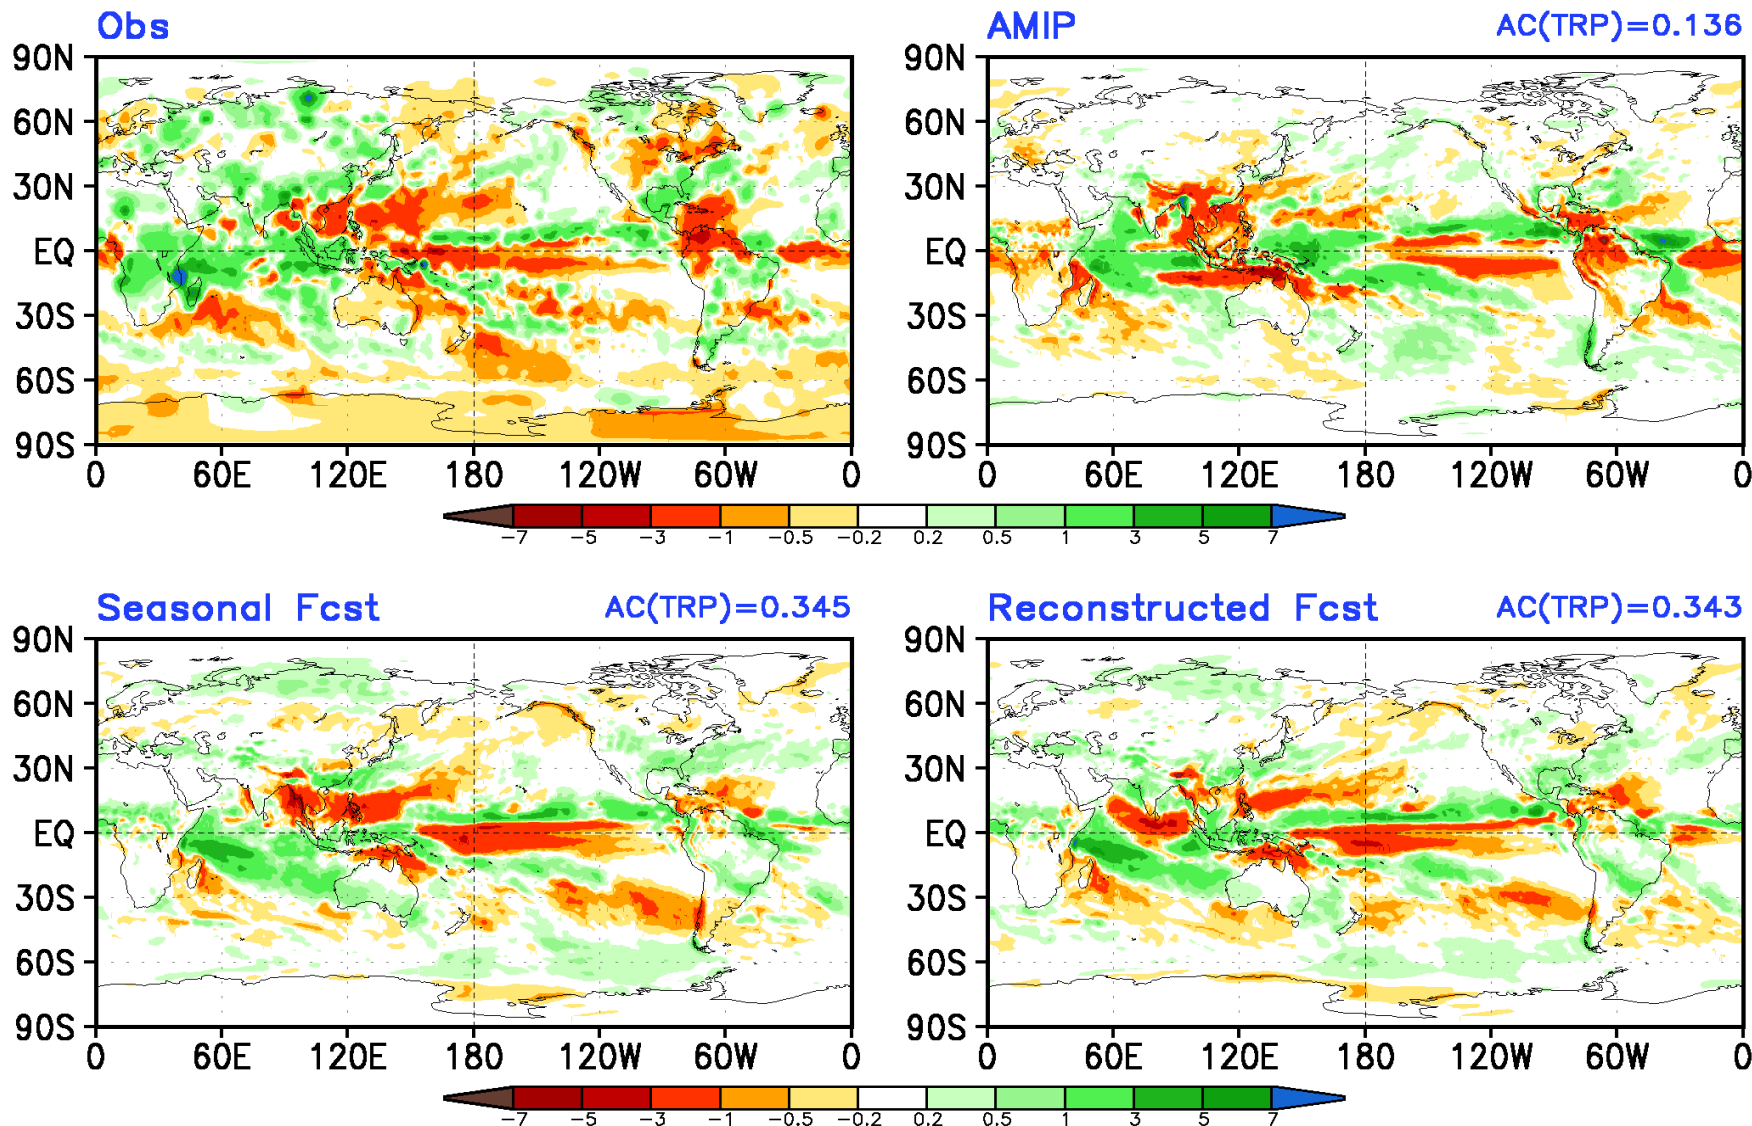 Obs
AMIP AC(TRP)=0.136
90N 90N
60N 60N
30N 30N
EQ EQ
30S 30S
60S 60S
90S 90S
0 60E 120E 180 120W 60W 0 0 60E 120E 180 120W 60W 0
-7 -5 -3 -1 -0.5 -0.2 0.2 0.5 1 3 5 7
Seasonal Fcst AC(TRP)=0.345
Reconstructed Fcst AC(TRP)=0.343
90N 90N
60N 60N
30N 30N
EQ EQ
30S 30S
60S 60S
90S 90S
0 60E 120E 180 120W 60W 0 0 60E 120E 180 120W 60W 0
-7 -5 -3 -1 -0.5 -0.2 0.2 0.5 1 3 5 7